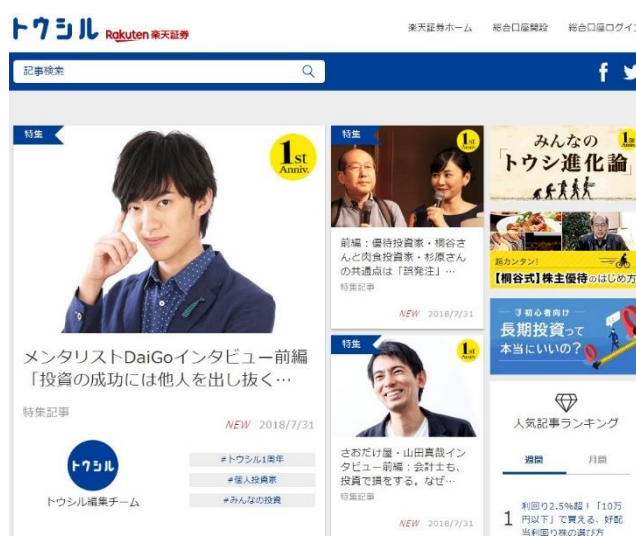 トウシル Rakuten 楽天証券
楽天証券ホーム 総合口座開設 総合口座ログイン
記事検索
特集
1st
Anniv.
メンタリストDaiGoインタビュー前編
「投資の成功には他人を出し抜く…
特集記事
NEW 2018/7/31
トウシル
トウシル編集チーム
#トウシル1周年
#個人投資家
#みんなの投資
特集
1st
Anniv.
前編：優待投資家・桐谷さ
んと肉食投資家・杉原さん
の共通点は「誤発注」…
特集記事
NEW 2018/7/31
特集
1st
Anniv.
さおだけ屋・山田真哉イン
タビュー前編：会計士も、
投資で損をする。なぜ…
特集記事
NEW 2018/7/31
みんなの
「トウシ進化論」
1st
Anniv.
超カンタン！
【桐谷式】株主優待のはじめ方
初心者向け
長期投資って
本当にいいの？
人気記事ランキング
週間 月間
1 利回り2.5%超！「10万
円以下」で買える、好配
当利回り株の選び方